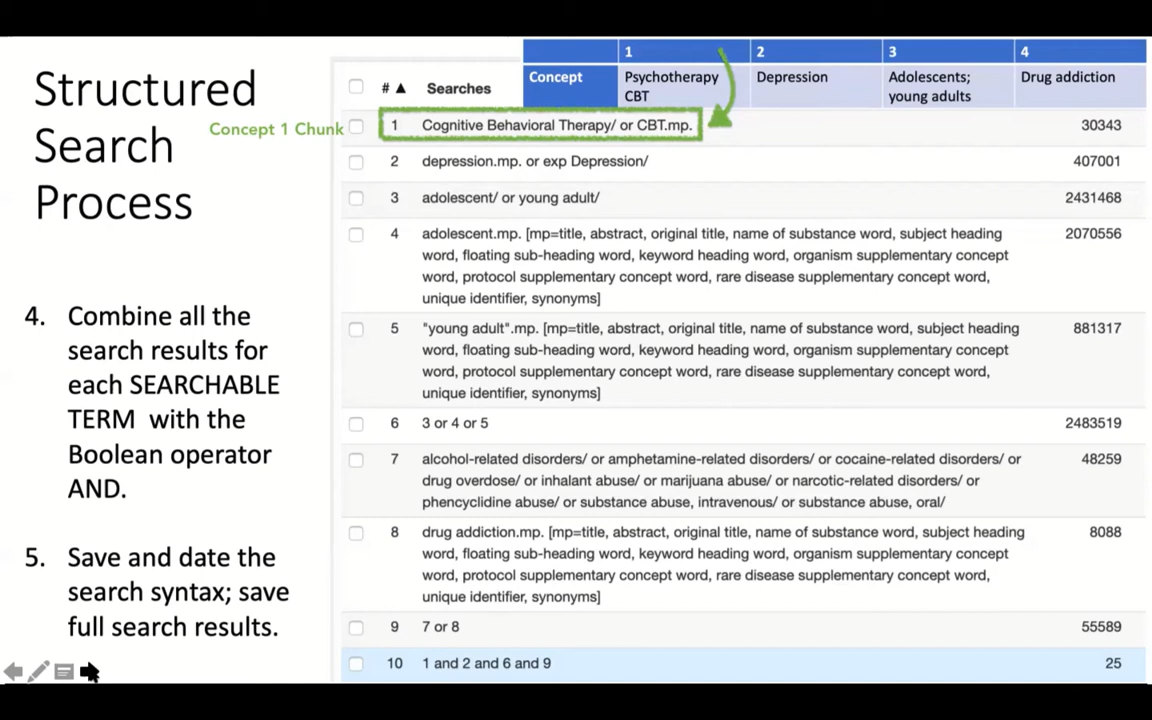 Structured
Search
Process
4. Combine all the
search results for
each SEARCHABLE
TERM with the
Boolean operator
AND.
5. Save and date the
search syntax; save
full search results.
Concept 1 Chunk
1 2 3 4
Concept Psychotherapy CBT Depression Adolescents; young adults Drug addiction
# ▲ Searches
1 Cognitive Behavioral Therapy/ or CBT.mp. 30343
2 depression.mp. or exp Depression/ 407001
3 adolescent/ or young adult/ 2431468
4 adolescent.mp. [mp=title, abstract, original title, name of substance word, subject heading 2070556
word, floating sub-heading word, keyword heading word, organism supplementary concept
word, protocol supplementary concept word, rare disease supplementary concept word,
unique identifier, synonyms]
5 "young adult".mp. [mp=title, abstract, original title, name of substance word, subject heading 881317
word, floating sub-heading word, keyword heading word, organism supplementary concept
word, protocol supplementary concept word, rare disease supplementary concept word,
unique identifier, synonyms]
6 3 or 4 or 5 2483519
7 alcohol-related disorders/ or amphetamine-related disorders/ or cocaine-related disorders/ or 48259
drug overdose/ or inhalant abuse/ or marijuana abuse/ or narcotic-related disorders/ or
phencyclidine abuse/ or substance abuse, intravenous/ or substance abuse, oral/
8 drug addiction.mp. [mp=title, abstract, original title, name of substance word, subject heading 8088
word, floating sub-heading word, keyword heading word, organism supplementary concept
word, protocol supplementary concept word, rare disease supplementary concept word,
unique identifier, synonyms]
9 7 or 8 55589
10 1 and 2 and 6 and 9 25